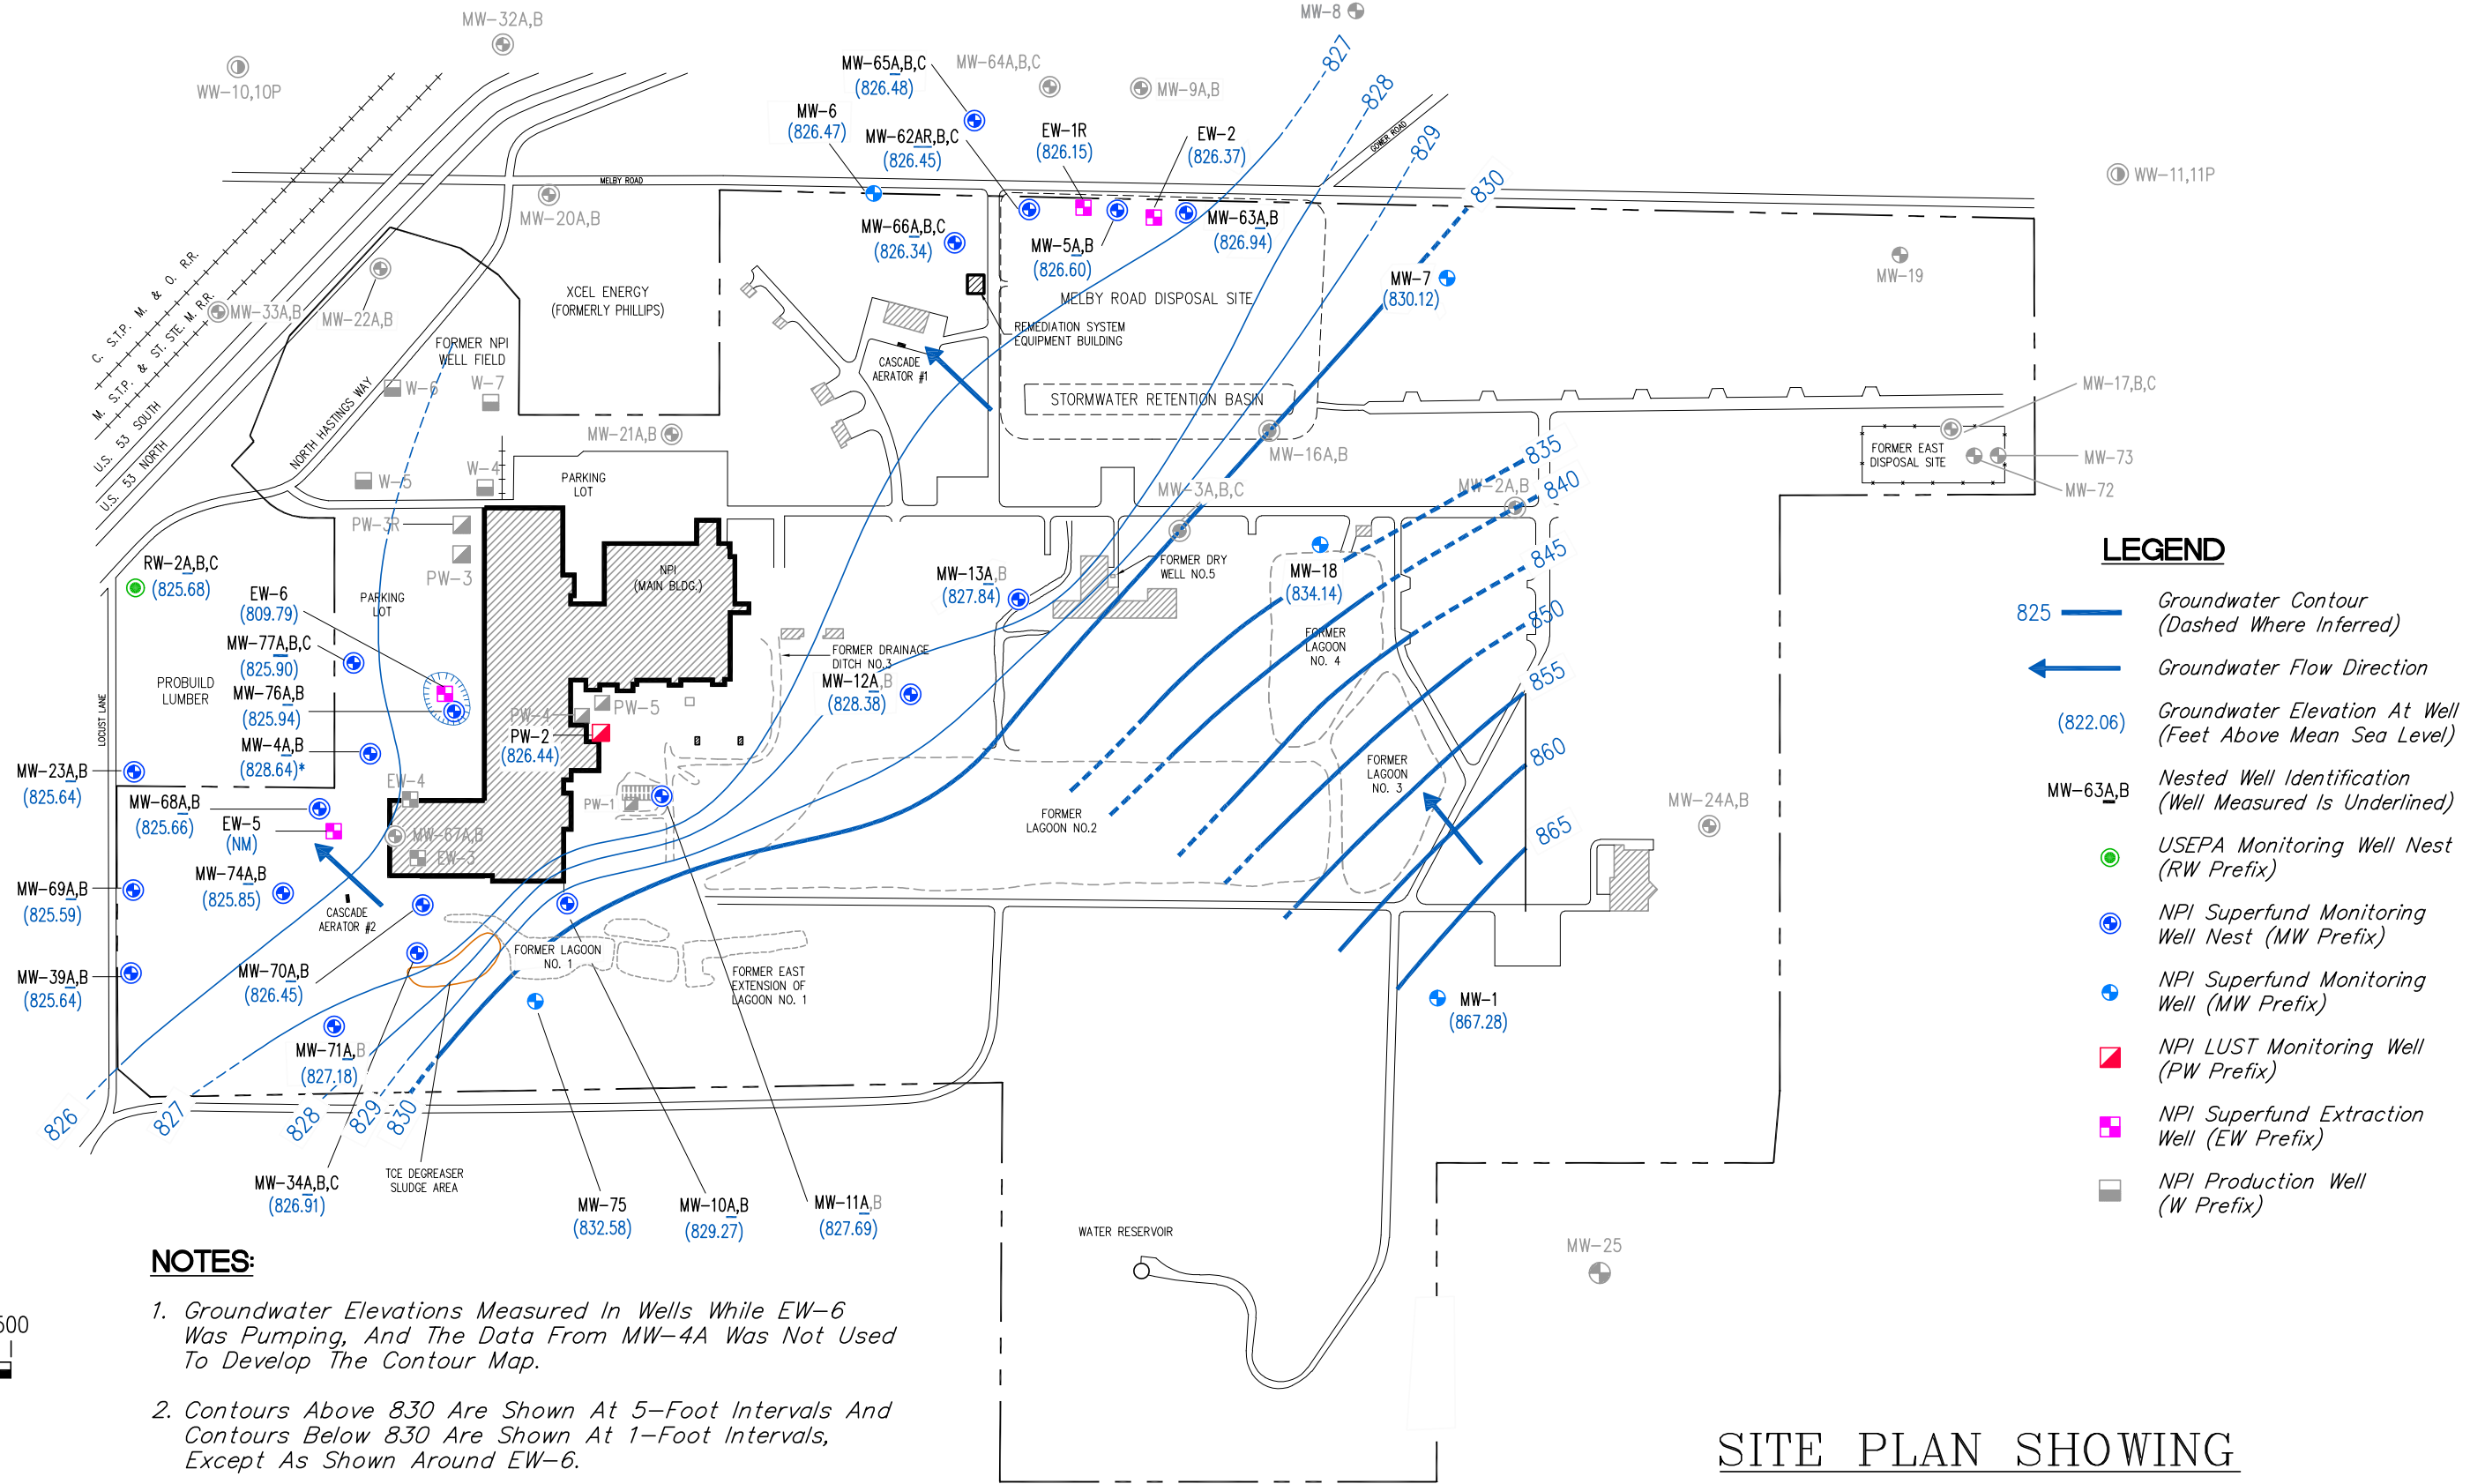 MW-32A,B
MW-8
WW-10,10P
MW-65A,B,C
(826.48)
MW-64A,B,C
MW-9A,B
827
828
829
830
MW-6
(826.47)
MW-62AR,B,C
(826.45)
EW-1R
(826.15)
EW-2
(826.37)
GOWER ROAD
MELBY ROAD
WW-11,11P
MW-20A,B
MW-66A,B,C
(826.34)
MW-5A,B
(826.60)
MW-63A,B
(826.94)
MW-19
MW-7
(830.12)
MW-33A,B
MW-22A,B
XCEL ENERGY
(FORMERLY PHILLIPS)
MELBY ROAD DISPOSAL SITE
REMEDIATION SYSTEM
EQUIPMENT BUILDING
C. S.T.P. M. & O. R.R.
M. S.T.P. & ST. STE. M. R.R.
U.S. 53 SOUTH
U.S. 53 NORTH
NORTH HASTINGS WAY
FORMER NPI
WELL FIELD
W-6
W-7
CASCADE
AERATOR #1
STORMWATER RETENTION BASIN
MW-17,B,C
MW-21A,B
MW-16A,B
FORMER EAST
DISPOSAL SITE
MW-73
MW-72
W-5
W-4
PARKING
LOT
MW-3A,B,C
MW-2A,B
835
840
845
850
855
860
865
PW-3R
PW-3
NPI
(MAIN BLDG.)
RW-2A,B,C
(825.68)
EW-6
(809.79)
PARKING
LOT
MW-77A,B,C
(825.90)
PROBUILD
LUMBER
MW-76A,B
(825.94)
LOCUST LANE
MW-4A,B
(828.64)*
MW-13A,B
(827.84)
FORMER DRY
WELL NO.5
MW-18
(834.14)
FORMER
LAGOON
NO. 4
FORMER DRAINAGE
DITCH NO.3
MW-12A,B
(828.38)
PW-4
PW-5
PW-2
(826.44)
MW-23A,B
(825.64)
EW-4
MW-68A,B
(825.66)
EW-5
(NM)
PW-1
MW-67A,B
EW-3
FORMER
LAGOON
NO. 3
FORMER
LAGOON NO.2
MW-24A,B
MW-69A,B
(825.59)
MW-74A,B
(825.85)
CASCADE
AERATOR #2
MW-39A,B
(825.64)
MW-70A,B
(826.45)
FORMER LAGOON
NO. 1
FORMER EAST
EXTENSION OF
LAGOON NO. 1
MW-1
(867.28)
MW-71A,B
(827.18)
826
827
828
829
830
MW-34A,B,C
(826.91)
TCE DEGREASER
SLUDGE AREA
MW-75
(832.58)
MW-10A,B
(829.27)
MW-11A,B
(827.69)
WATER RESERVOIR
MW-25
LEGEND
825
Groundwater Contour
(Dashed Where Inferred)
Groundwater Flow Direction
(822.06)
Groundwater Elevation At Well
(Feet Above Mean Sea Level)
MW-63A,B
Nested Well Identification
(Well Measured Is Underlined)
USEPA Monitoring Well Nest
(RW Prefix)
NPI Superfund Monitoring
Well Nest (MW Prefix)
NPI Superfund Monitoring
Well (MW Prefix)
NPI LUST Monitoring Well
(PW Prefix)
NPI Superfund Extraction
Well (EW Prefix)
NPI Production Well
(W Prefix)
NOTES:
1. Groundwater Elevations Measured In Wells While EW-6
Was Pumping, And The Data From MW-4A Was Not Used
To Develop The Contour Map.
2. Contours Above 830 Are Shown At 5-Foot Intervals And
Contours Below 830 Are Shown At 1-Foot Intervals,
Except As Shown Around EW-6.
SITE PLAN SHOWING